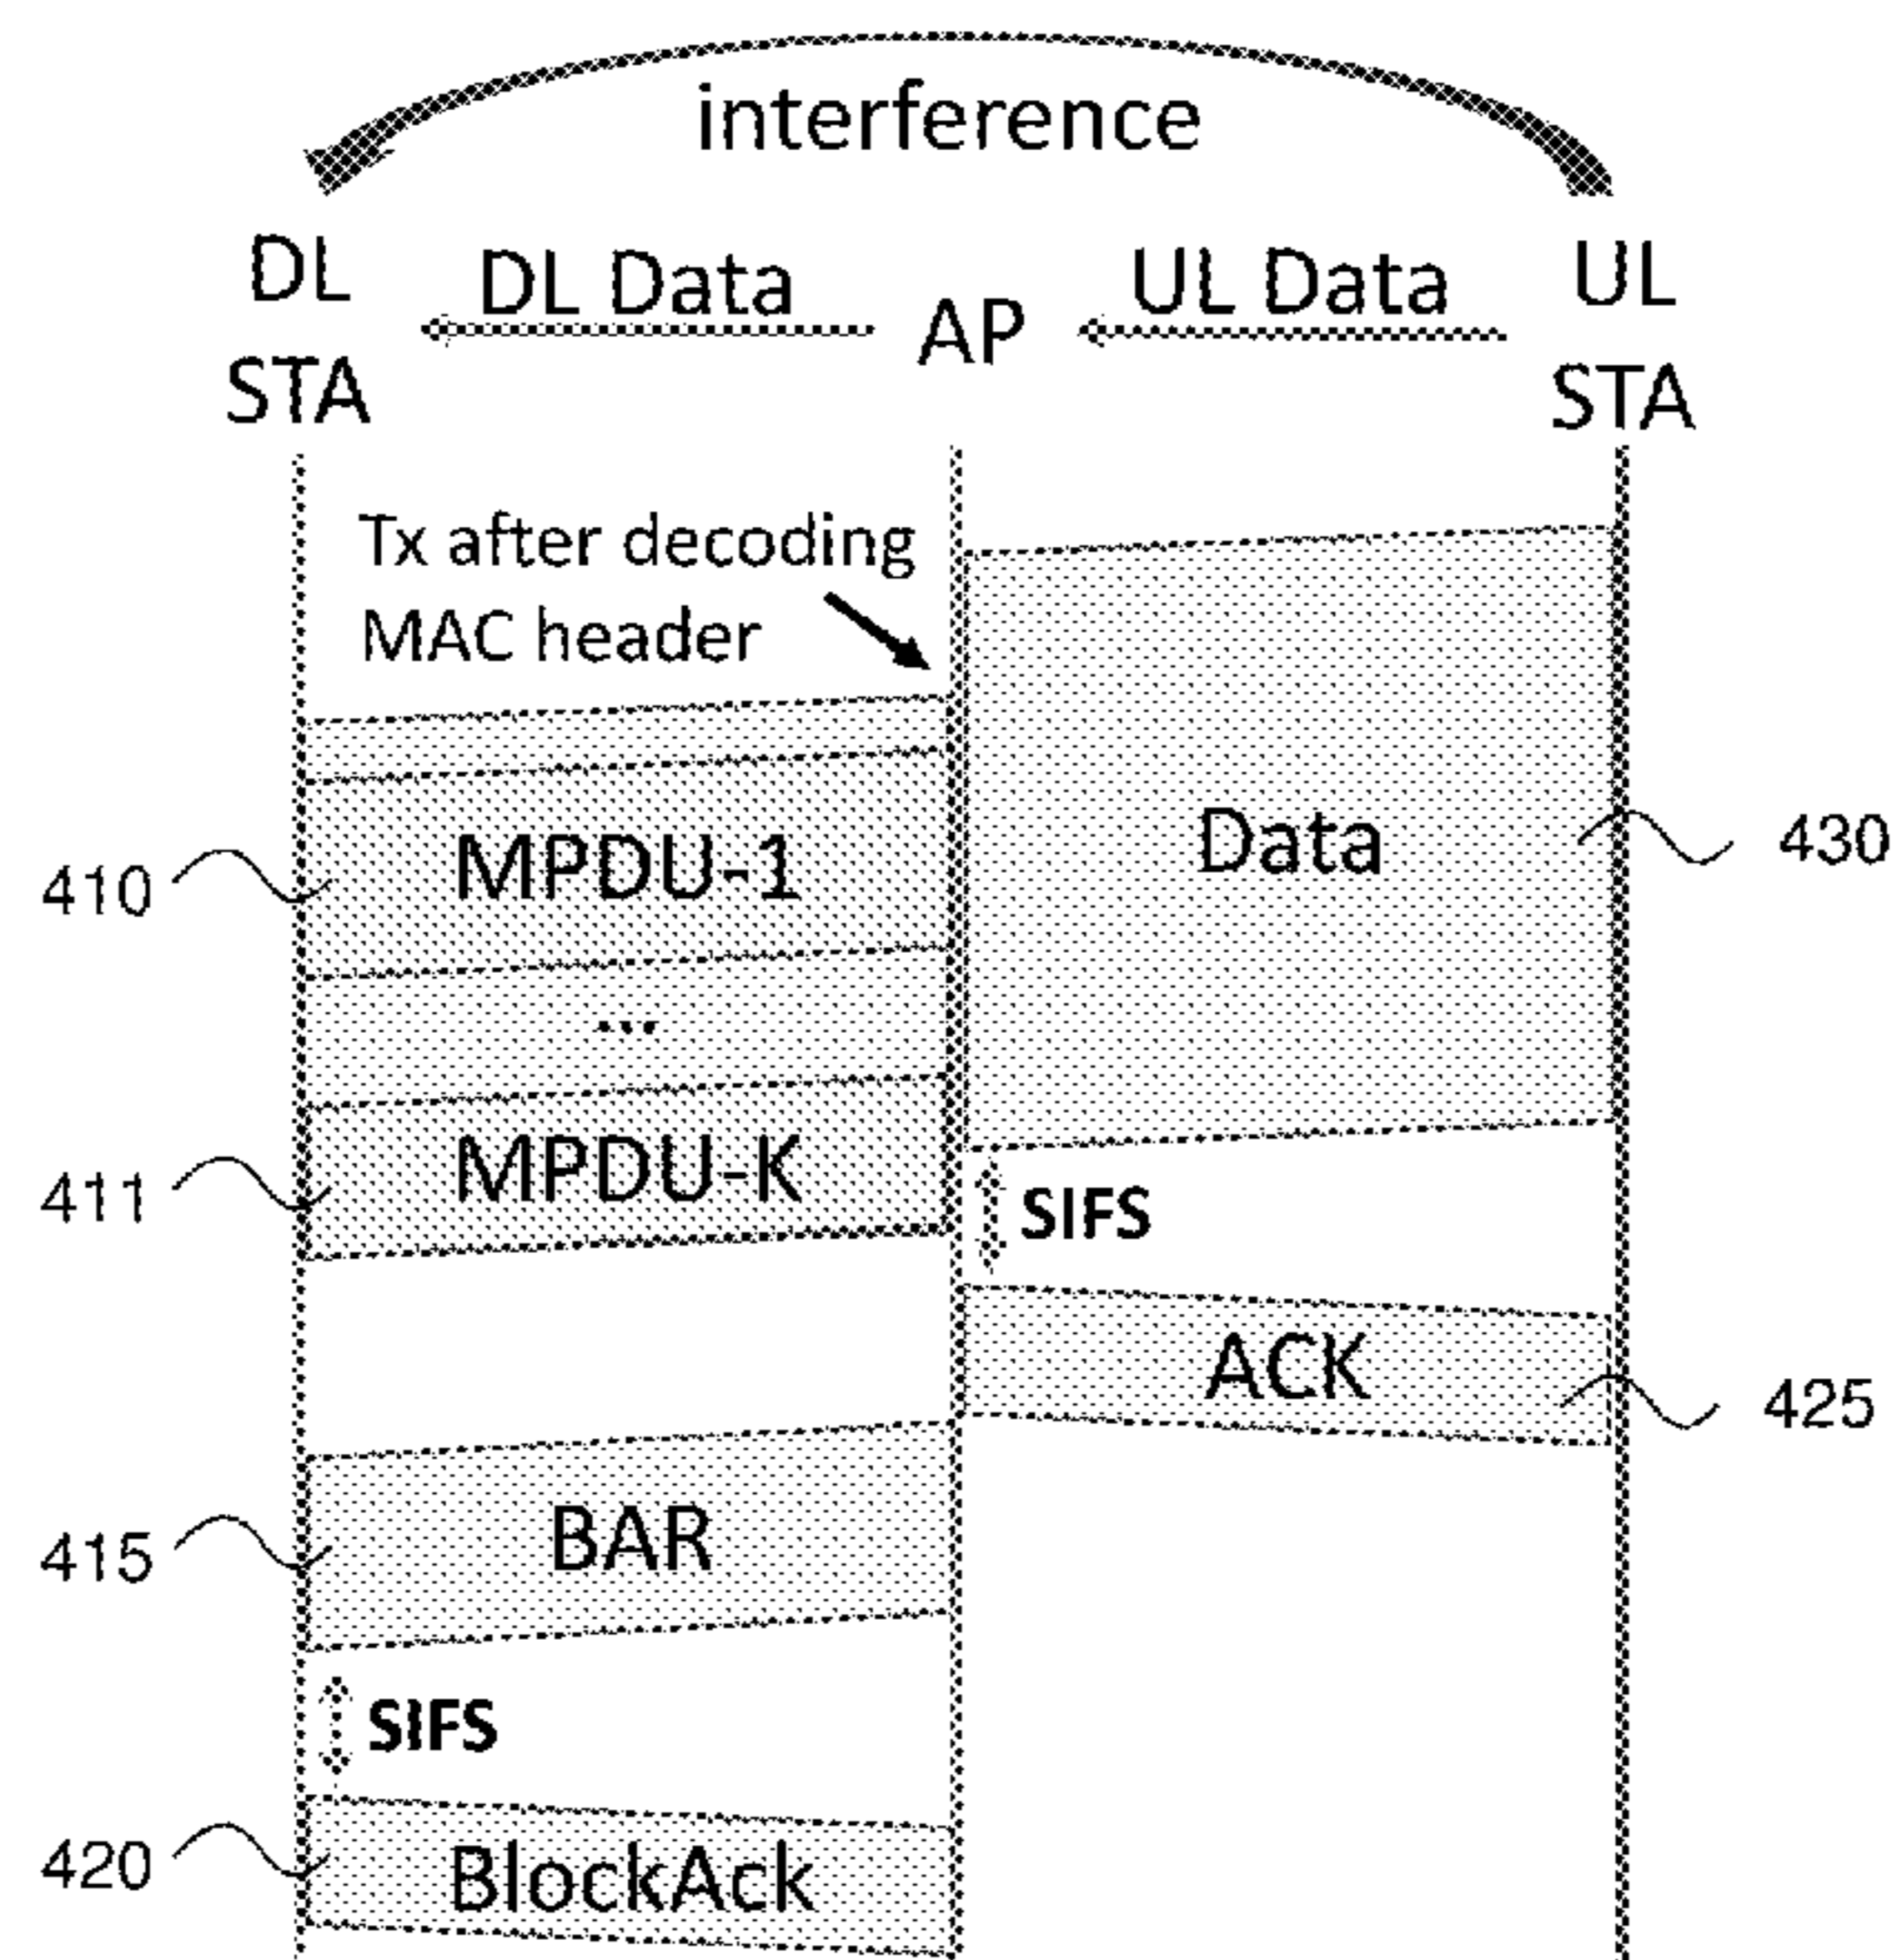 interference
DL
STA
DL Data
AP
UL Data
UL
STA
Tx after decoding
MAC header
MPDU-1
410
Data
430
...
MPDU-K
411
SIFS
ACK
425
BAR
415
SIFS
BlockAck
420